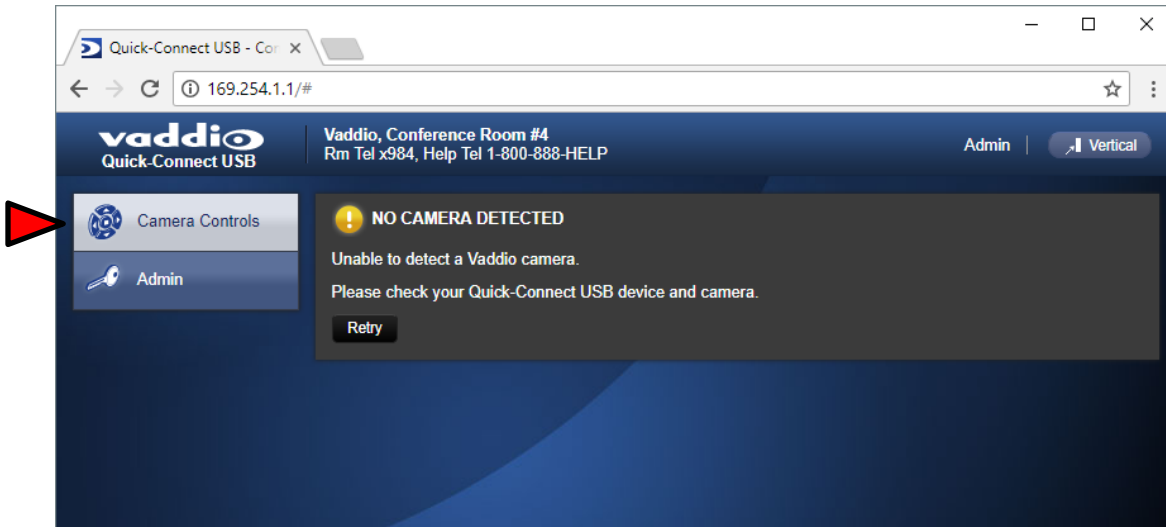 Quick-Connect USB - Cor
169.254.1.1/#
vaddio
Quick-Connect USB
Vaddio, Conference Room #4
Rm Tel x984, Help Tel 1-800-888-HELP
Admin
Vertical
Camera Controls
Admin
NO CAMERA DETECTED
Unable to detect a Vaddio camera.
Please check your Quick-Connect USB device and camera.
Retry